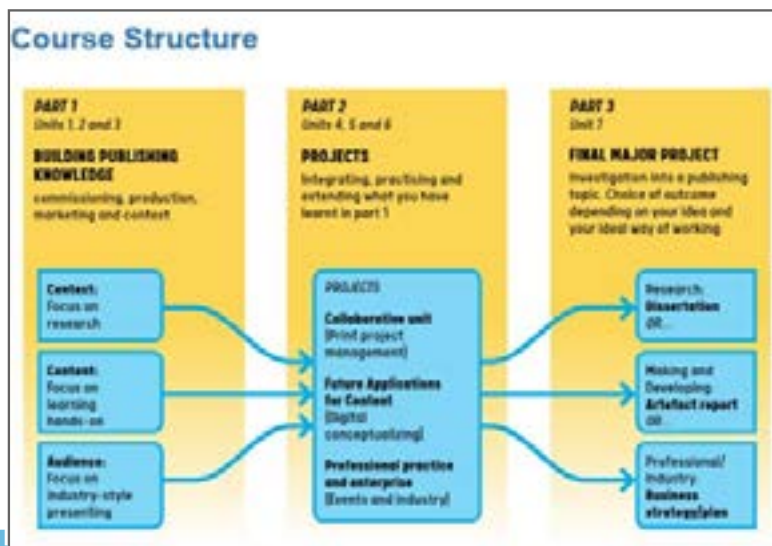 Course Structure
PART 1
Units 1, 2 and 3
BUILDING PUBLISHING
KNOWLEDGE
commissioning, production,
marketing and context
Context:
Focus on
research
Content:
Focus on
learning
hands-on
Audience:
Focus on
industry-style
presenting
PART 2
Units 4, 5 and 6
PROJECTS
Integrating, practising and
extending what you have
learnt in part 1
PROJECTS
Collaborative unit
(Print project
management)
Future Applications
for Content
(Digital
conceptualizing)
Professional practice
and enterprise
(Events and industry)
PART 3
Unit 7
FINAL MAJOR PROJECT
Investigation into a publishing
topic. Choice of outcome
depending on your idea and
your ideal way of working
Research:
Dissertation
OR...
Making and
Developing
Artefact report
OR...
Professional/
Industry
Business
strategy/plan